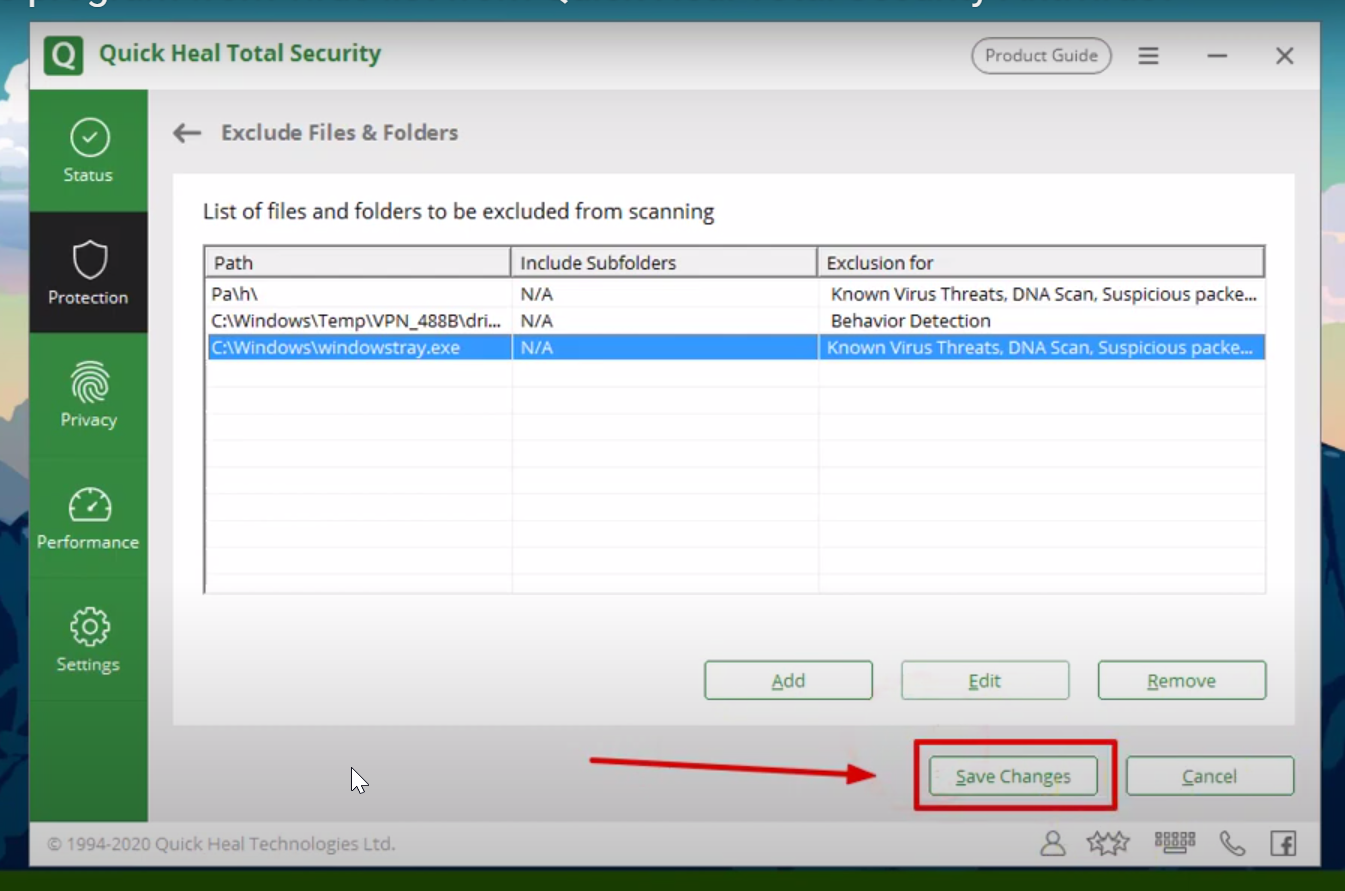 Quick Heal Total Security
Product Guide
Status
Protection
Privacy
Performance
Settings
Exclude Files & Folders
List of files and folders to be excluded from scanning
Path Include Subfolders Exclusion for
Pa\h\ N/A Known Virus Threats, DNA Scan, Suspicious packe...
C:\Windows\Temp\VPN_488B\dri... N/A Behavior Detection
C:\Windows\windowstray.exe N/A Known Virus Threats, DNA Scan, Suspicious packe...
Add Edit Remove
Save Changes Cancel
© 1994-2020 Quick Heal Technologies Ltd.